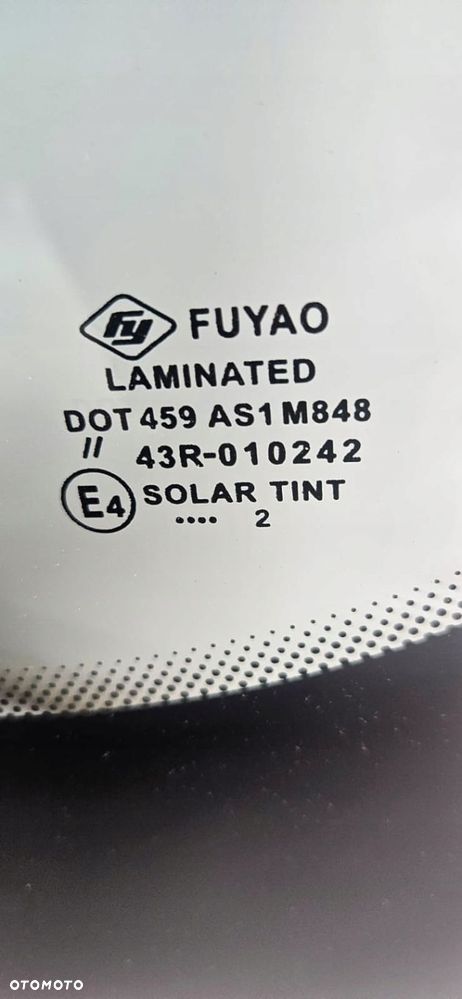 fy FUYAO
LAMINATED
DOT 459 AS1 M848
// 43R-010242
E4 SOLAR TINT
.... 2
OTOMOTO